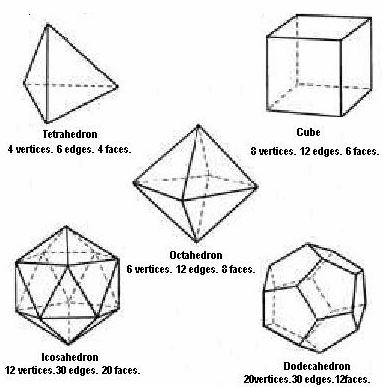 Tetrahedron
4 vertices. 6 edges. 4 faces.
Cube
8 vertices. 12 edges. 6 faces.
Octahedron
6 vertices. 12 edges. 8 faces.
Icosahedron
12 vertices.30 edges. 20 faces.
Dodecahedron
20vertices.30 edges.12faces.